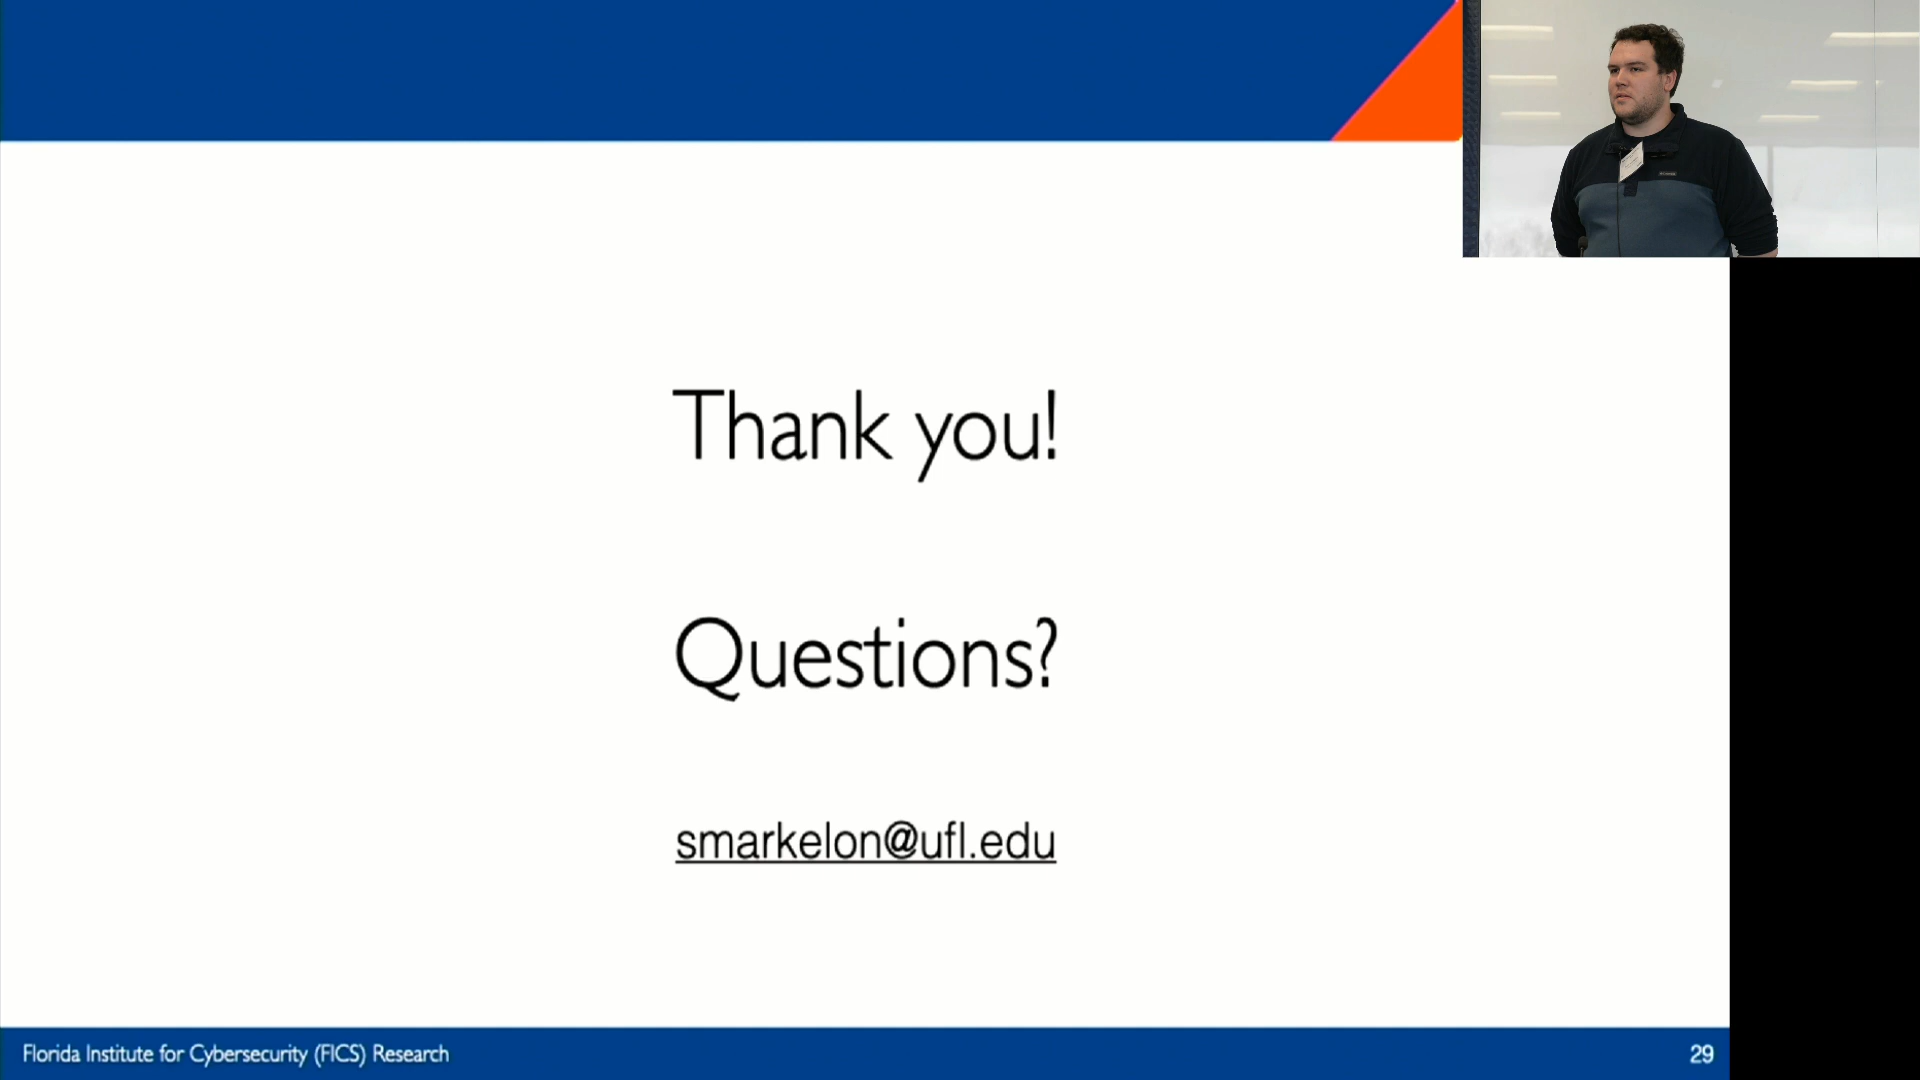 Thank you!
Questions?
smarkelon@ufl.edu
Florida Institute for Cybersecurity (FICS) Research
29